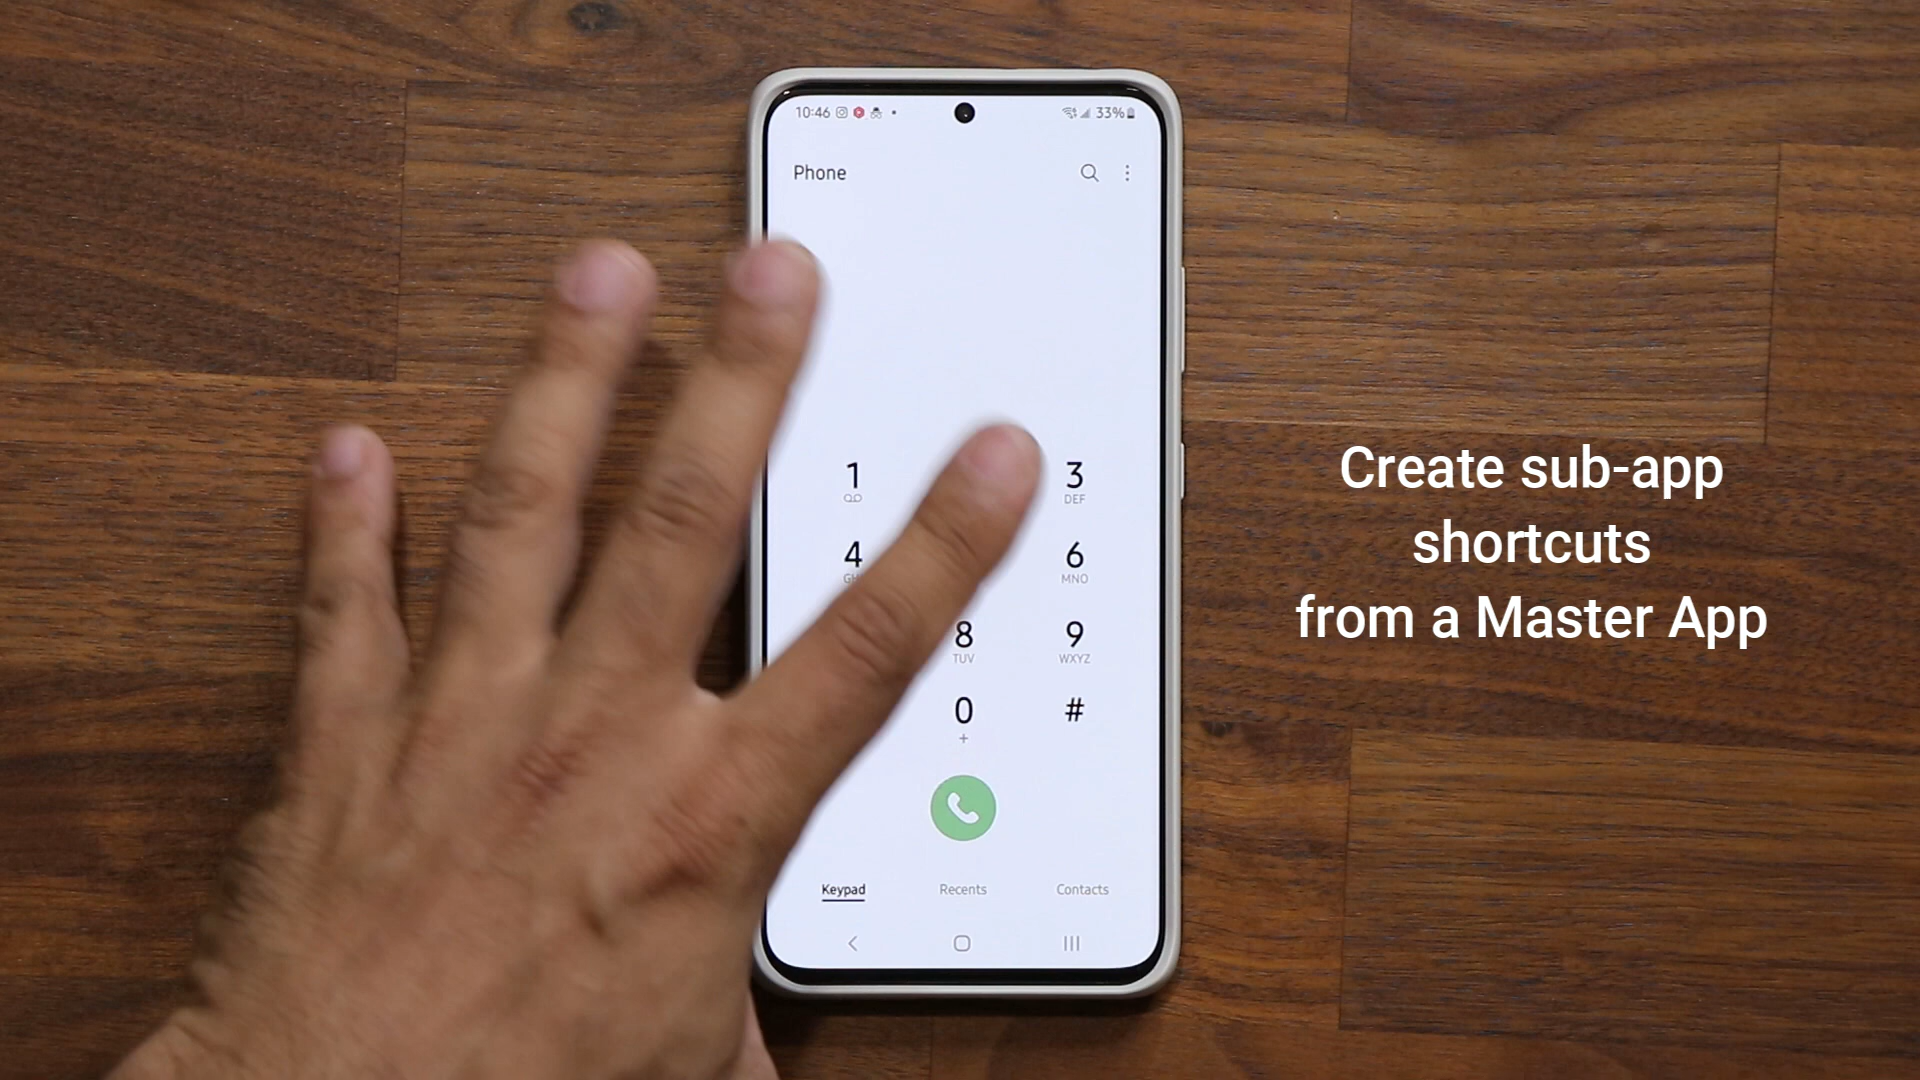 10:46
33%
Phone
1
3
DEF
4
6
MNO
8
TUV
9
WXYZ
0
+
#
Keypad
Recents
Contacts
Create sub-app
shortcuts
from a Master App